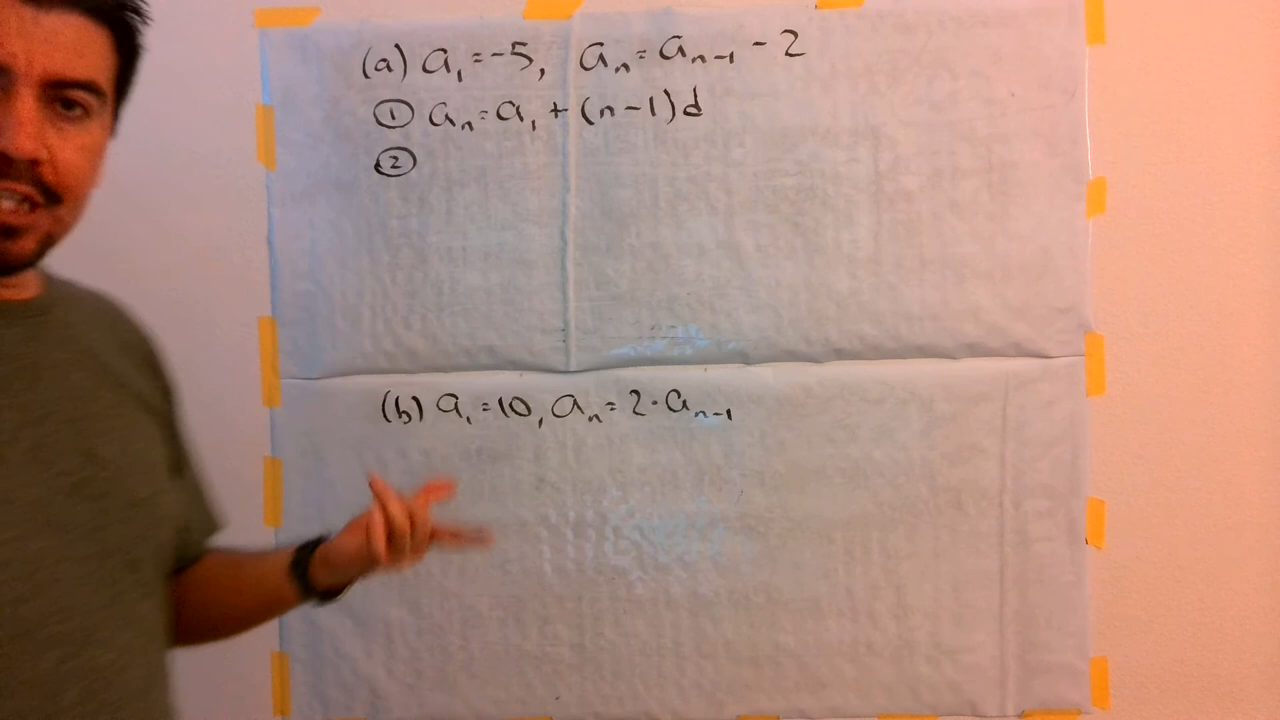 (a) a₁ = -5, aₙ = aₙ₋₁ - 2
① aₙ = a₁ + (n-1)d
②
(b) a₁ = 10, aₙ = 2·aₙ₋₁